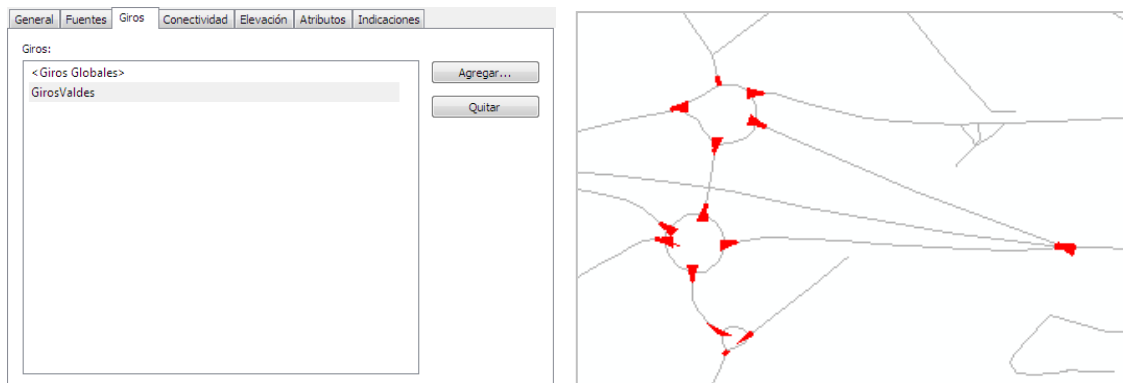 General Fuentes Giros Conectividad Elevación Atributos Indicaciones
Giros:
<Giros Globales>
GirosValdes
Agregar...
Quitar